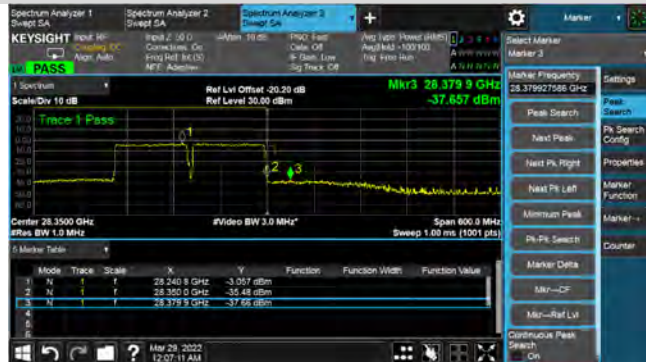 Spectrum Analyzer 1
Swept SA
Spectrum Analyzer 2
Swept SA
Spectrum Analyzer 3
Swept SA
+
Marker
KEYSIGHT
Input: RF
Coupling: DC
Align: Auto
Input Z: 50 Ω
Corrections: On
Freq Ref: Int (S)
NFE: Adaptive
Atten: 10 dB
PNO: Fast
Gate: Off
IF Gain: Low
Sig Track: Off
Avg Type: Power (RMS)
Avg|Hold: >100/100
Trig: Free Run
PASS
Select Marker
Marker 3
1 Spectrum
Scale/Div 10 dB
Ref Lvl Offset -20.20 dB
Ref Level 30.00 dBm
Mkr3 28.379 9 GHz
-37.657 dBm
Trace 1 Pass
1
2
3
Center 28.3500 GHz
#Res BW 1.0 MHz
#Video BW 3.0 MHz*
Span 600.0 MHz
Sweep 1.00 ms (1001 pts)
5 Marker Table
Mode Trace Scale X Y Function Function Width Function Value
1 N 1 f 28.240 8 GHz -3.057 dBm
2 N 1 f 28.350 0 GHz -35.48 dBm
3 N 1 f 28.379 9 GHz -37.66 dBm
4
5
6
Mar 29, 2022
12:07:11 AM
Marker Frequency
28.379927586 GHz
Peak Search
Next Peak
Next Pk Right
Next Pk Left
Minimum Peak
Pk-Pk Search
Marker Delta
Mkr→CF
Mkr→Ref Lvl
Continuous Peak
Search
On
Settings
Peak
Search
Pk Search
Config
Properties
Marker
Function
Marker→
Counter